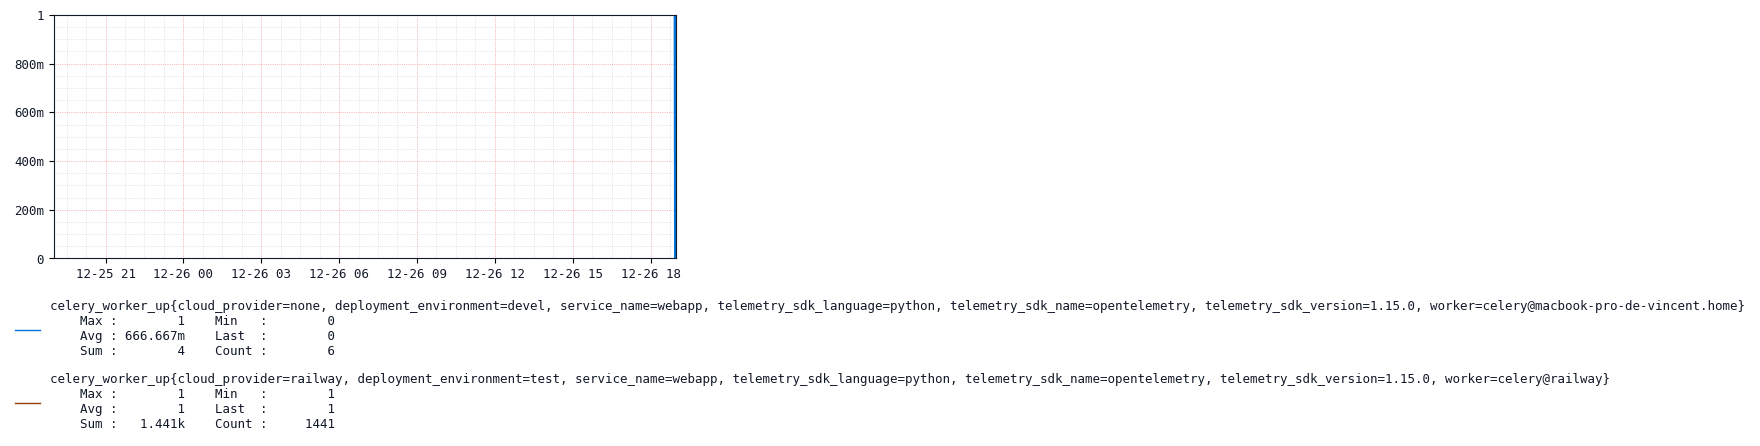 1
800m
600m
400m
200m
0
12-25 21 12-26 00 12-26 03 12-26 06 12-26 09 12-26 12 12-26 15 12-26 18
celery_worker_up{cloud_provider=none, deployment_environment=devel, service_name=webapp, telemetry_sdk_language=python, telemetry_sdk_name=opentelemetry, telemetry_sdk_version=1.15.0, worker=celery@macbook-pro-de-vincent.home}
Max : 1 Min : 0
Avg : 666.667m Last : 0
Sum : 4 Count : 6
celery_worker_up{cloud_provider=railway, deployment_environment=test, service_name=webapp, telemetry_sdk_language=python, telemetry_sdk_name=opentelemetry, telemetry_sdk_version=1.15.0, worker=celery@railway}
Max : 1 Min : 1
Avg : 1 Last : 1
Sum : 1.441k Count : 1441